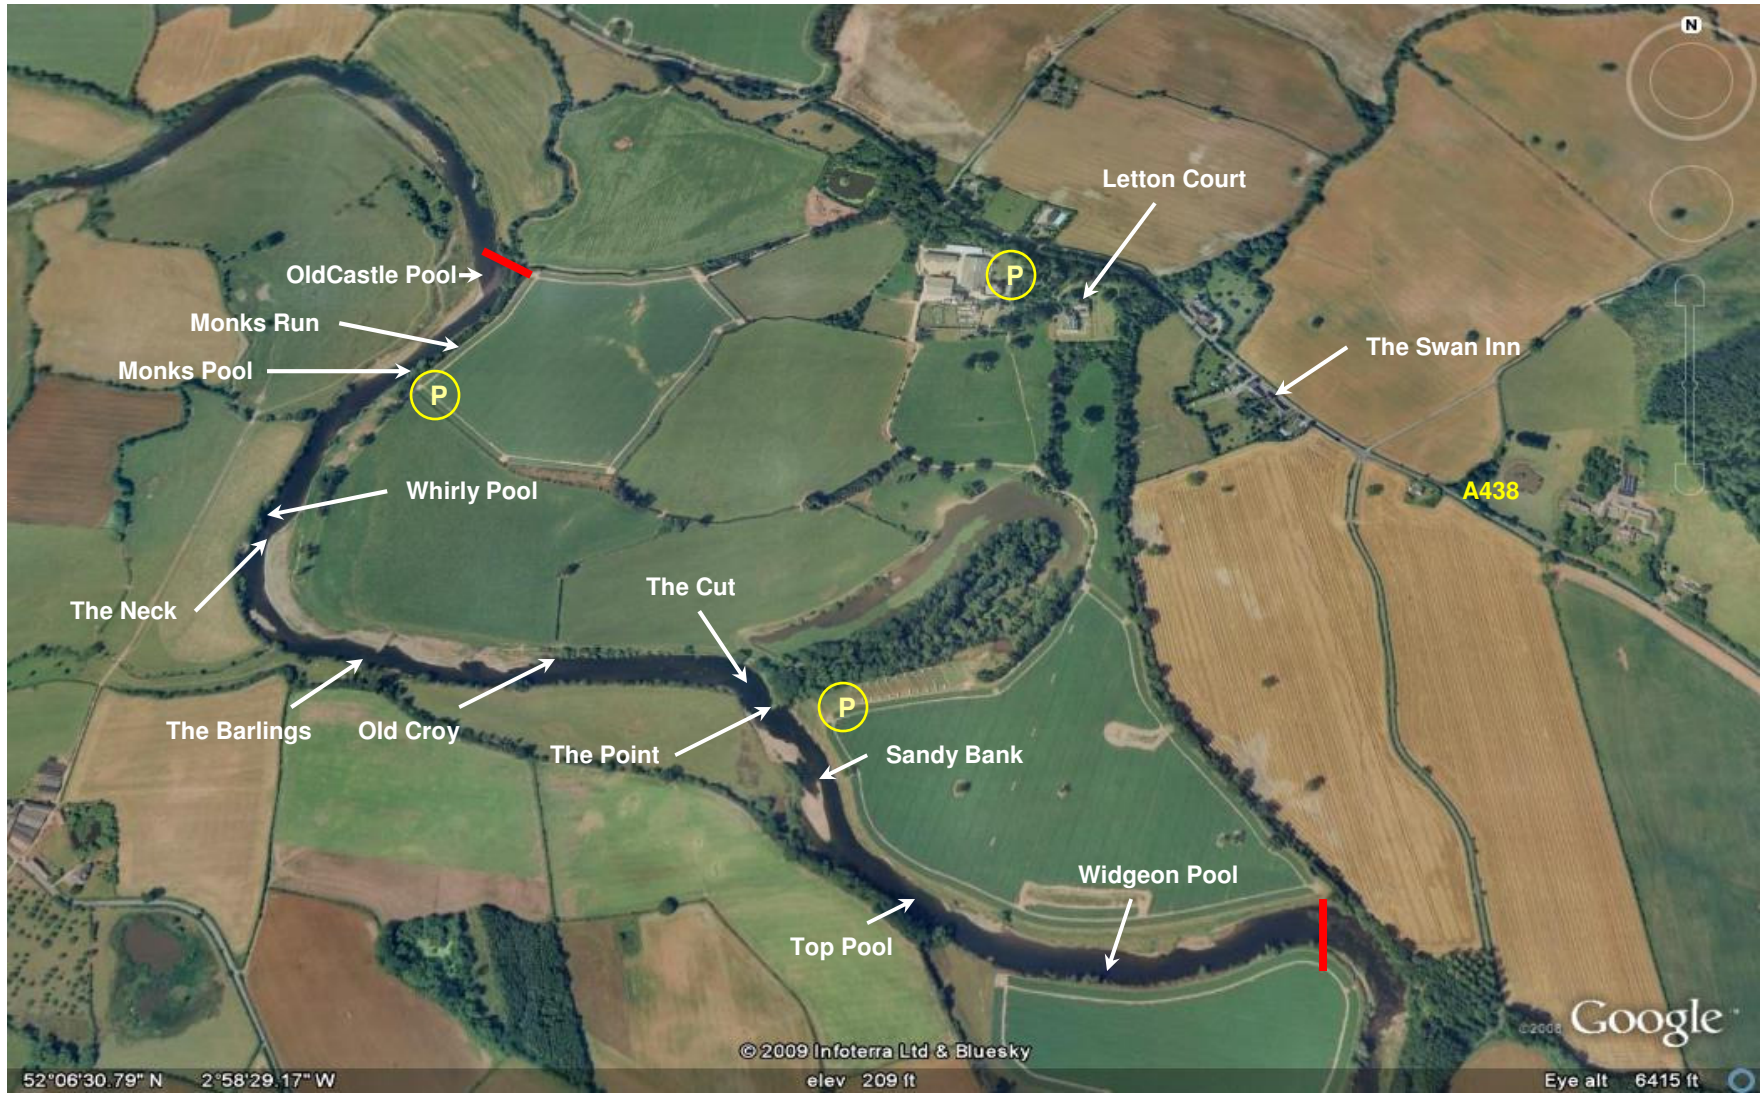 N
Letton Court
P
OldCastle Pool
Monks Run
The Swan Inn
Monks Pool
P
Whirly Pool
A438
The Cut
The Neck
P
The Barlings
Old Croy
The Point
Sandy Bank
Widgeon Pool
Top Pool
©2008 Google™
© 2009 Infoterra Ltd & Bluesky
52°06'30.79" N 2°58'29.17" W elev 209 ft Eye alt 6415 ft